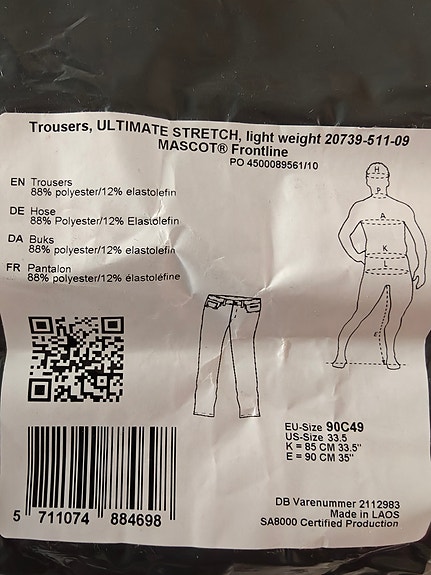 Trousers, ULTIMATE STRETCH, light weight 20739-511-09
MASCOT® Frontline
PO 4500089561/10
EN Trousers
88% polyester/12% elastolefin
DE Hose
88% Polyester/12% Elastolefin
DA Buks
88% polyester/12% elastolefin
FR Pantalon
88% polyester/12% élastoléfine
H
P
A
K
L
E
EU-Size 90C49
US-Size 33.5
K = 85 CM 33.5"
E = 90 CM 35"
5 711074 884698
DB Varenummer 2112983
Made in LAOS
SA8000 Certified Production